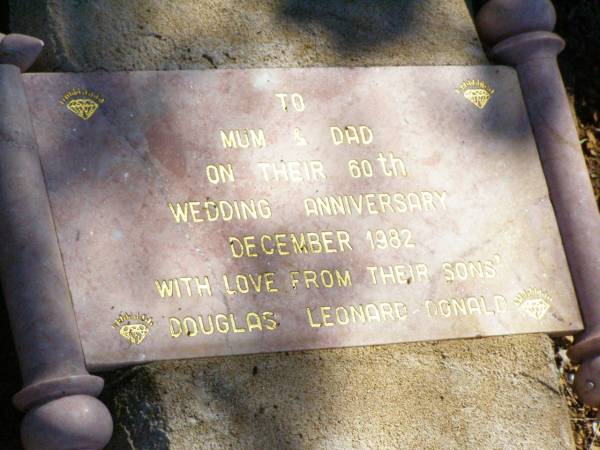 TO
MUM & DAD
ON THEIR 60th
WEDDING ANNIVERSARY
DECEMBER 1982
WITH LOVE FROM THEIR SONS'
DOUGLAS LEONARD-DONALD